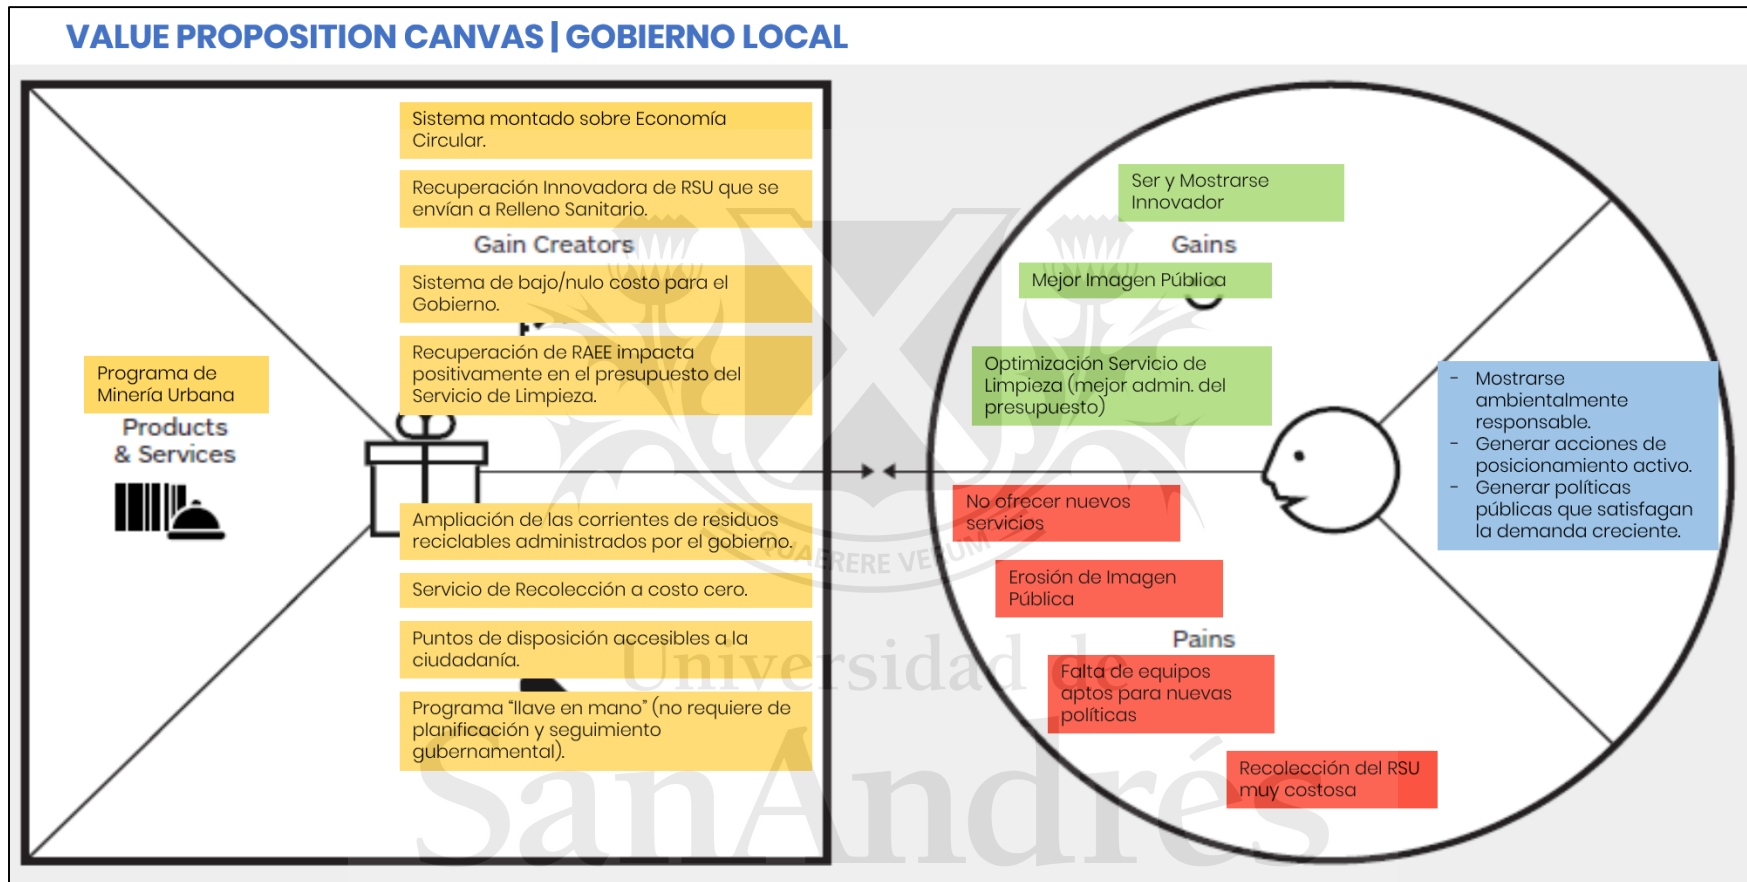 VALUE PROPOSITION CANVAS | GOBIERNO LOCAL
Sistema montado sobre Economía
Circular.
Recuperación Innovadora de RSU que se
envían a Relleno Sanitario.
Gain Creators
Sistema de bajo/nulo costo para el
Gobierno.
Recuperación de RAEE impacta
positivamente en el presupuesto del
Servicio de Limpieza.
Programa de
Minería Urbana
Products
& Services
Ampliación de las corrientes de residuos
reciclables administrados por el gobierno.
Servicio de Recolección a costo cero.
Puntos de disposición accesibles a la
ciudadanía.
Programa “llave en mano” (no requiere de
planificación y seguimiento
gubernamental).
Ser y Mostrarse
Innovador
Gains
Mejor Imagen Pública
Optimización Servicio de
Limpieza (mejor admin. del
presupuesto)
- Mostrarse
ambientalmente
responsable.
- Generar acciones de
posicionamiento activo.
- Generar políticas
públicas que satisfagan
la demanda creciente.
No ofrecer nuevos
servicios
Erosión de Imagen
Pública
Pains
Falta de equipos
aptos para nuevas
políticas
Recolección del RSU
muy costosa
QUAERERE VERUM
Universidad de
SanAndrés